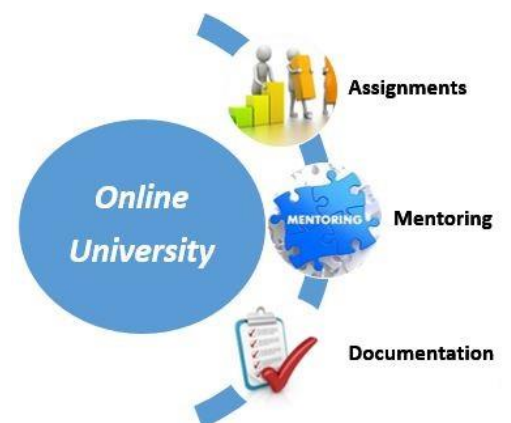 Assignments
Online
University
MENTORING
Mentoring
Documentation